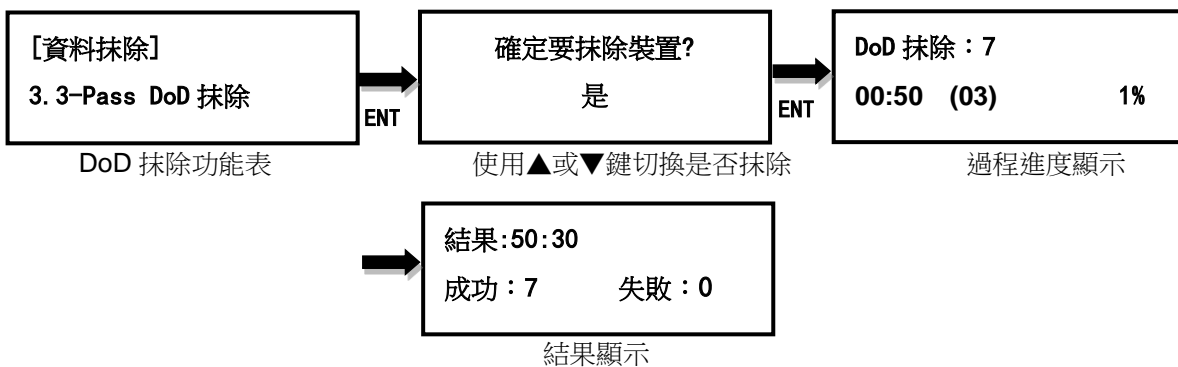 [資料抹除]
3.3-Pass DoD 抹除
ENT
確定要抹除裝置?
是
ENT
DoD 抹除：7
00:50 (03) 1%
DoD 抹除功能表
使用▲或▼鍵切換是否抹除
過程進度顯示
結果:50:30
成功：7 失敗：0
結果顯示